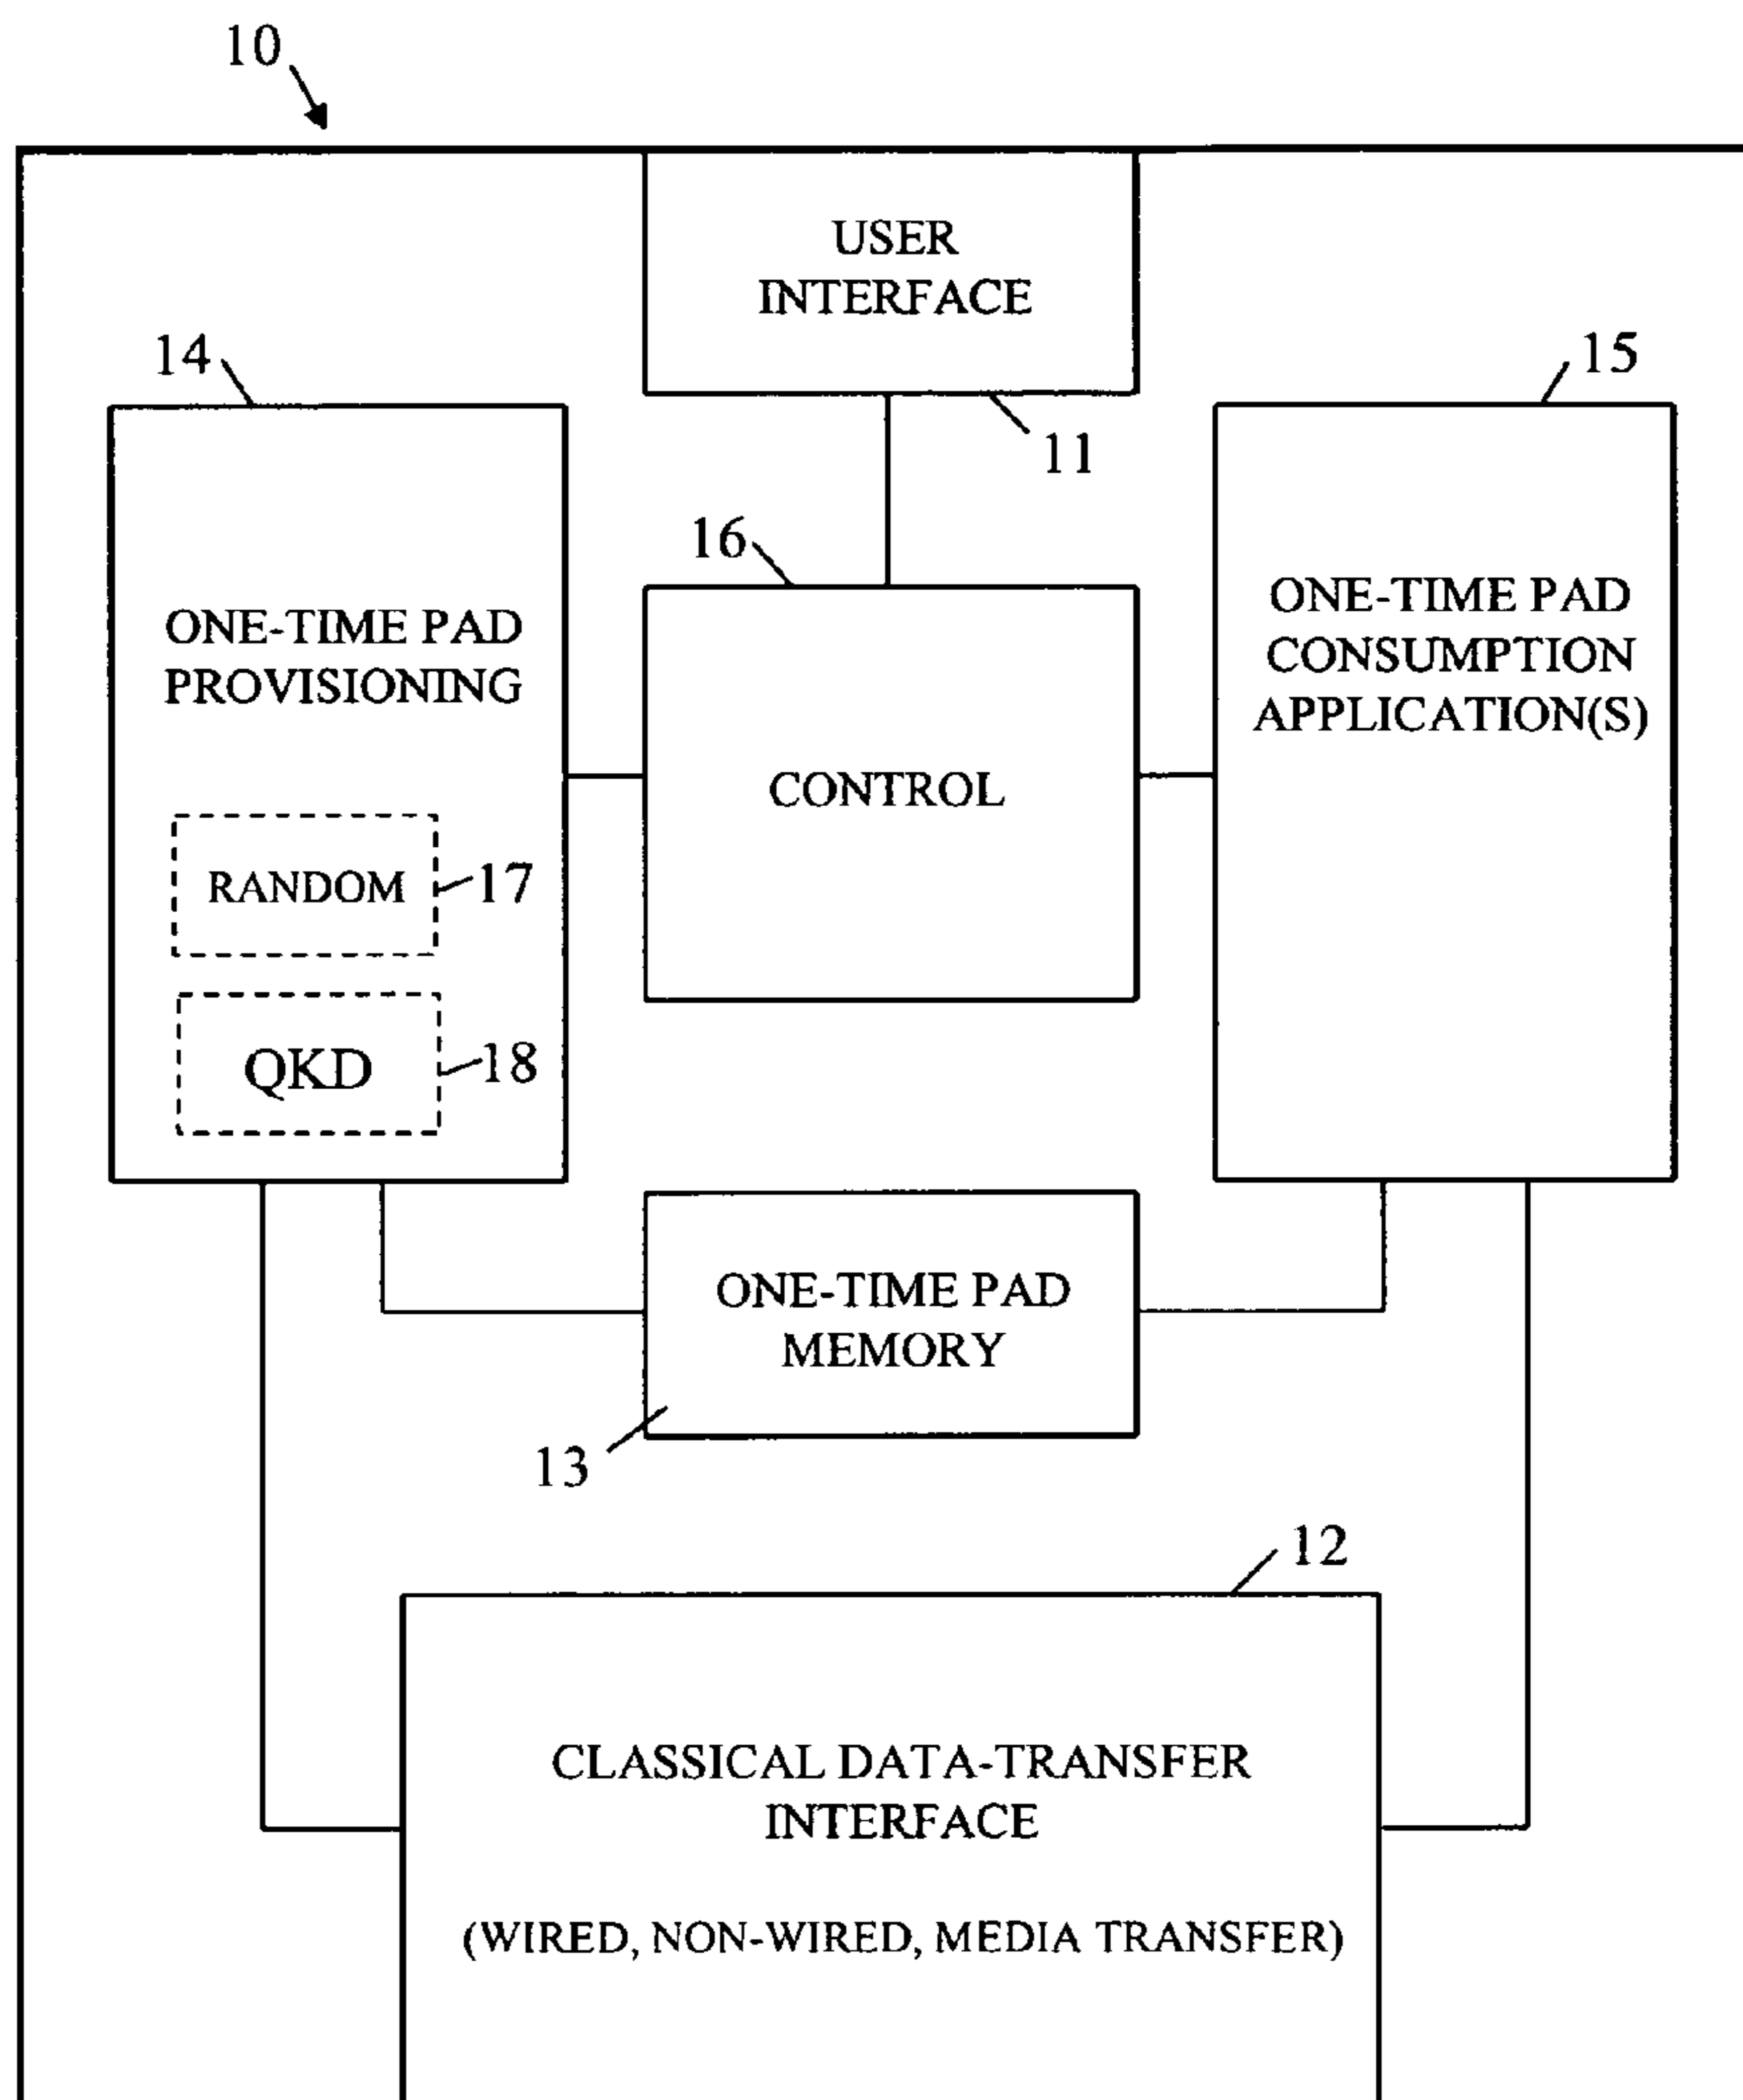 10
USER
INTERFACE
11
14
15
16
ONE-TIME PAD
PROVISIONING
CONTROL
ONE-TIME PAD
CONSUMPTION
APPLICATION(S)
RANDOM
17
QKD
18
ONE-TIME PAD
MEMORY
13
12
CLASSICAL DATA-TRANSFER
INTERFACE
(WIRED, NON-WIRED, MEDIA TRANSFER)